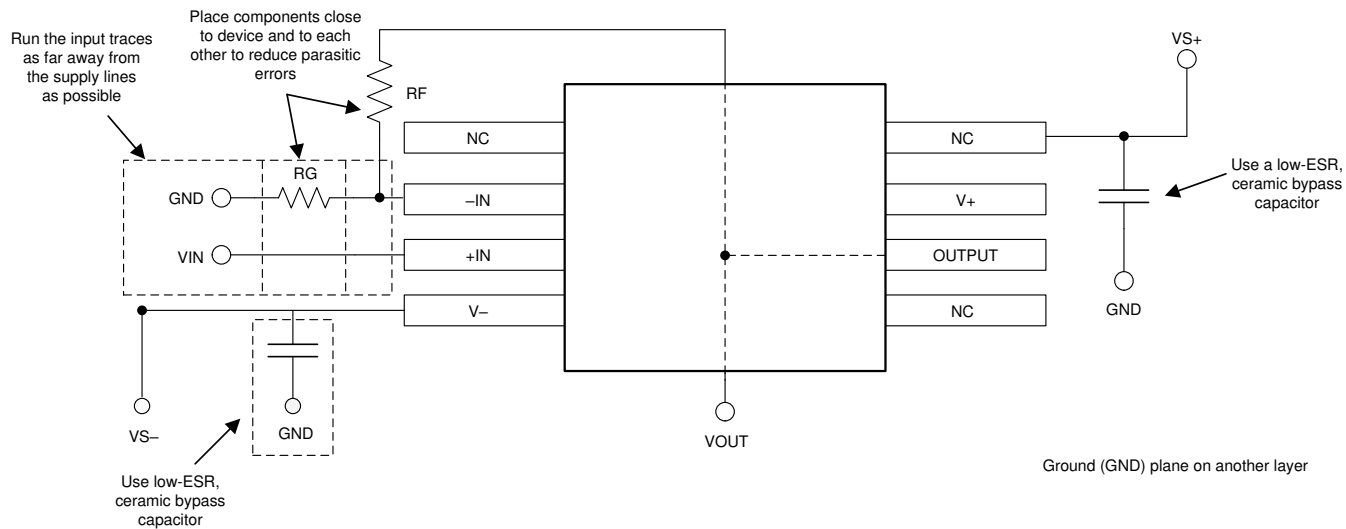 Place components close
to device and to each
other to reduce parasitic
errors
Run the input traces
as far away from
the supply lines
as possible
VS+
RF
NC
NC
RG
Use a low-ESR,
ceramic bypass
capacitor
GND
–IN
V+
VIN
+IN
OUTPUT
V–
NC
GND
VS–
GND
VOUT
Use low-ESR,
ceramic bypass
capacitor
Ground (GND) plane on another layer